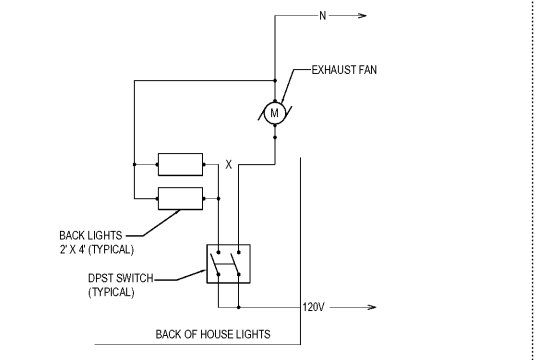 N
EXHAUST FAN
M
X
BACK LIGHTS
2' X 4' (TYPICAL)
DPST SWITCH
(TYPICAL)
120V
BACK OF HOUSE LIGHTS